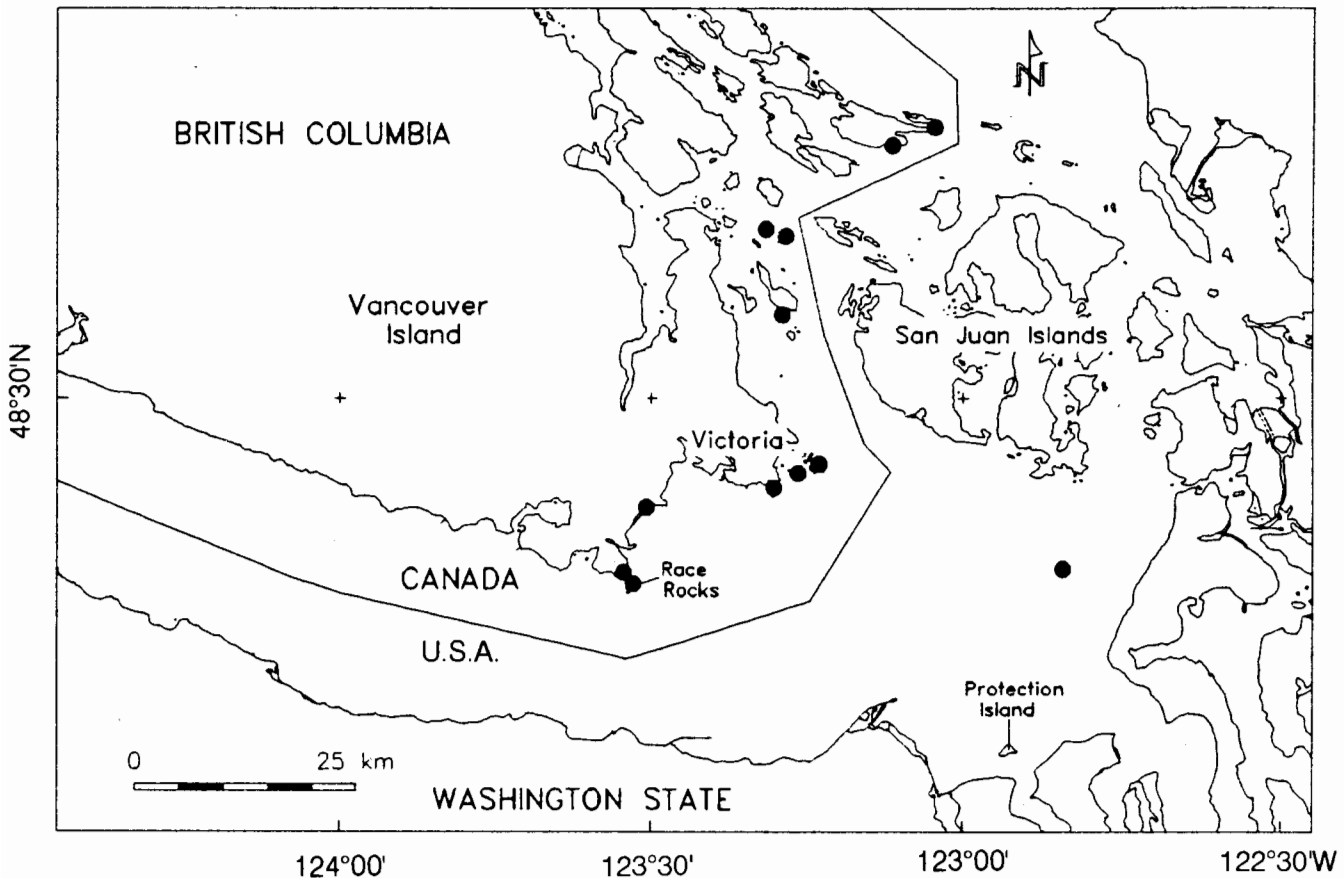 N
BRITISH COLUMBIA
Vancouver
Island
San Juan Islands
48°30'N
Victoria
CANADA
Race
Rocks
U.S.A.
Protection
Island
0 25 km
WASHINGTON STATE
124°00' 123°30' 123°00' 122°30'W